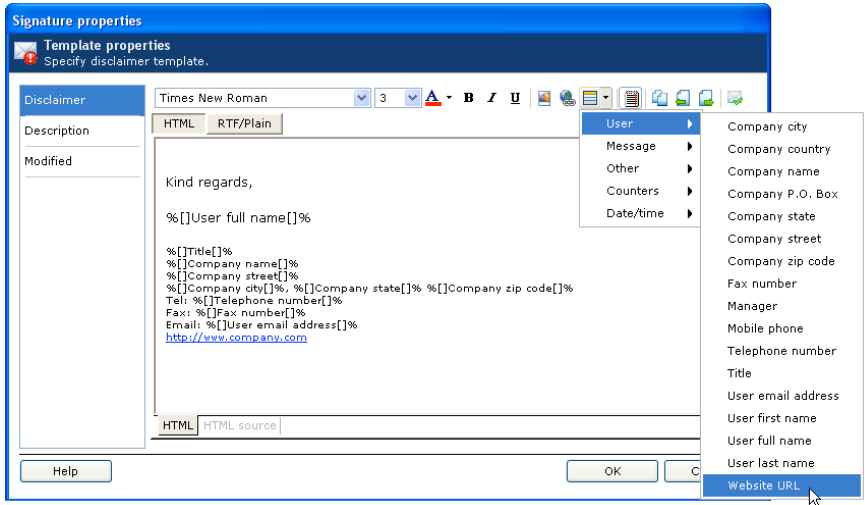 Signature properties
Template properties
Specify disclaimer template.
Disclaimer
Description
Modified
Times New Roman
3
A
B I U
HTML RTF/Plain
Kind regards,
%[]User full name[]%
%[]Title[]%
%[]Company name[]%
%[]Company street[]%
%[]Company city[]%, %[]Company state[]% %[]Company zip code[]%
Tel: %[]Telephone number[]%
Fax: %[]Fax number[]%
Email: %[]User email address[]%
http://www.company.com
HTML HTML source
Help
OK
C
User
Message
Other
Counters
Date/time
Company city
Company country
Company name
Company P.O. Box
Company state
Company street
Company zip code
Fax number
Manager
Mobile phone
Telephone number
Title
User email address
User first name
User full name
User last name
Website URL